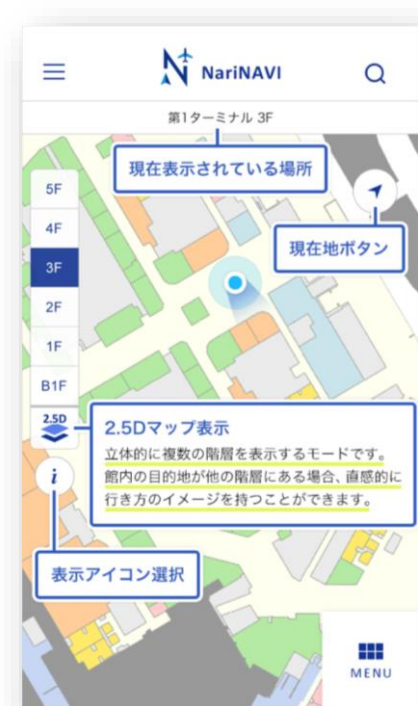 NariNAVI
第1ターミナル 3F
現在表示されている場所
5F
4F
3F
2F
1F
B1F
現在地ボタン
2.5D
2.5Dマップ表示
立体的に複数の階層を表示するモードです。
館内の目的地が他の階層にある場合、直感的に
行き方のイメージを持つことができます。
i
表示アイコン選択
MENU